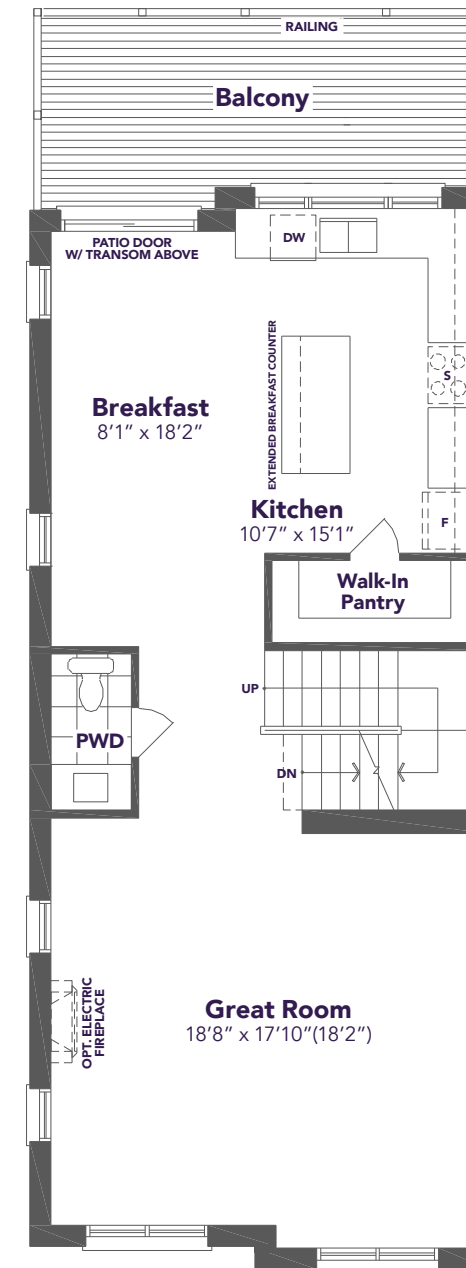 RAILING
Balcony
PATIO DOOR
W/ TRANSOM ABOVE
DW
EXTENDED BREAKFAST COUNTER
S
Breakfast
8’1” x 18’2”
Kitchen
10’7” x 15’1”
F
Walk-In
Pantry
UP
PWD
DN
OPT. ELECTRIC
FIREPLACE
Great Room
18’8” x 17’10”(18’2”)